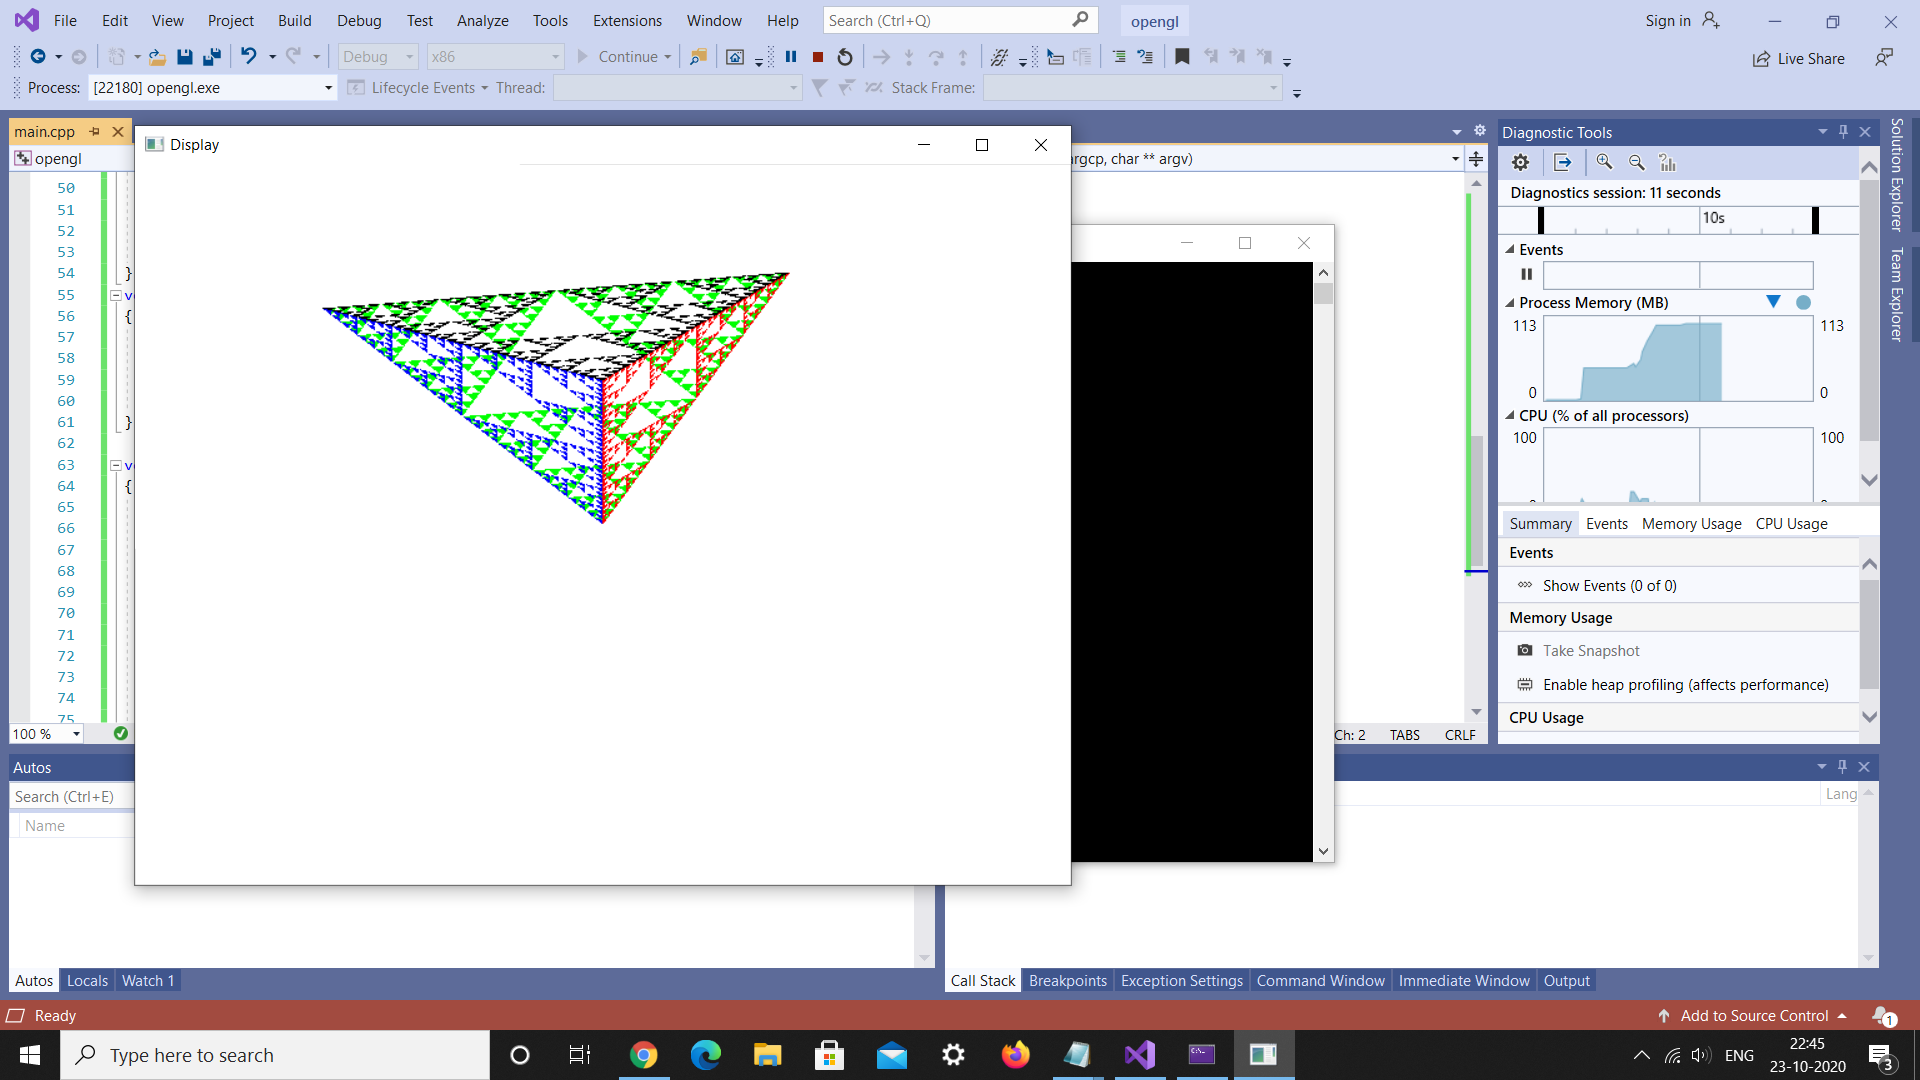 File Edit View Project Build Debug Test Analyze Tools Extensions Window Help Search (Ctrl+Q) opengl Sign in
Debug x86 Continue Live Share
Process: [22180] opengl.exe Lifecycle Events Thread: Stack Frame:
main.cpp
opengl
Display
rgcp, char ** argv)
50
51
52
53
54 }
55
56 {
57
58
59
60
61 }
62
63
64 {
65
66
67
68
69
70
71
72
73
74
75
100 %
Ch: 2 TABS CRLF
Diagnostic Tools
Diagnostics session: 11 seconds
10s
Events
Process Memory (MB)
113 113
0 0
CPU (% of all processors)
100 100
Summary Events Memory Usage CPU Usage
Events
Show Events (0 of 0)
Memory Usage
Take Snapshot
Enable heap profiling (affects performance)
CPU Usage
Solution Explorer
Team Explorer
Autos
Search (Ctrl+E)
Name
Lang
Autos Locals Watch 1
Call Stack Breakpoints Exception Settings Command Window Immediate Window Output
Ready
Add to Source Control 1
Type here to search
ENG
22:45
23-10-2020
3